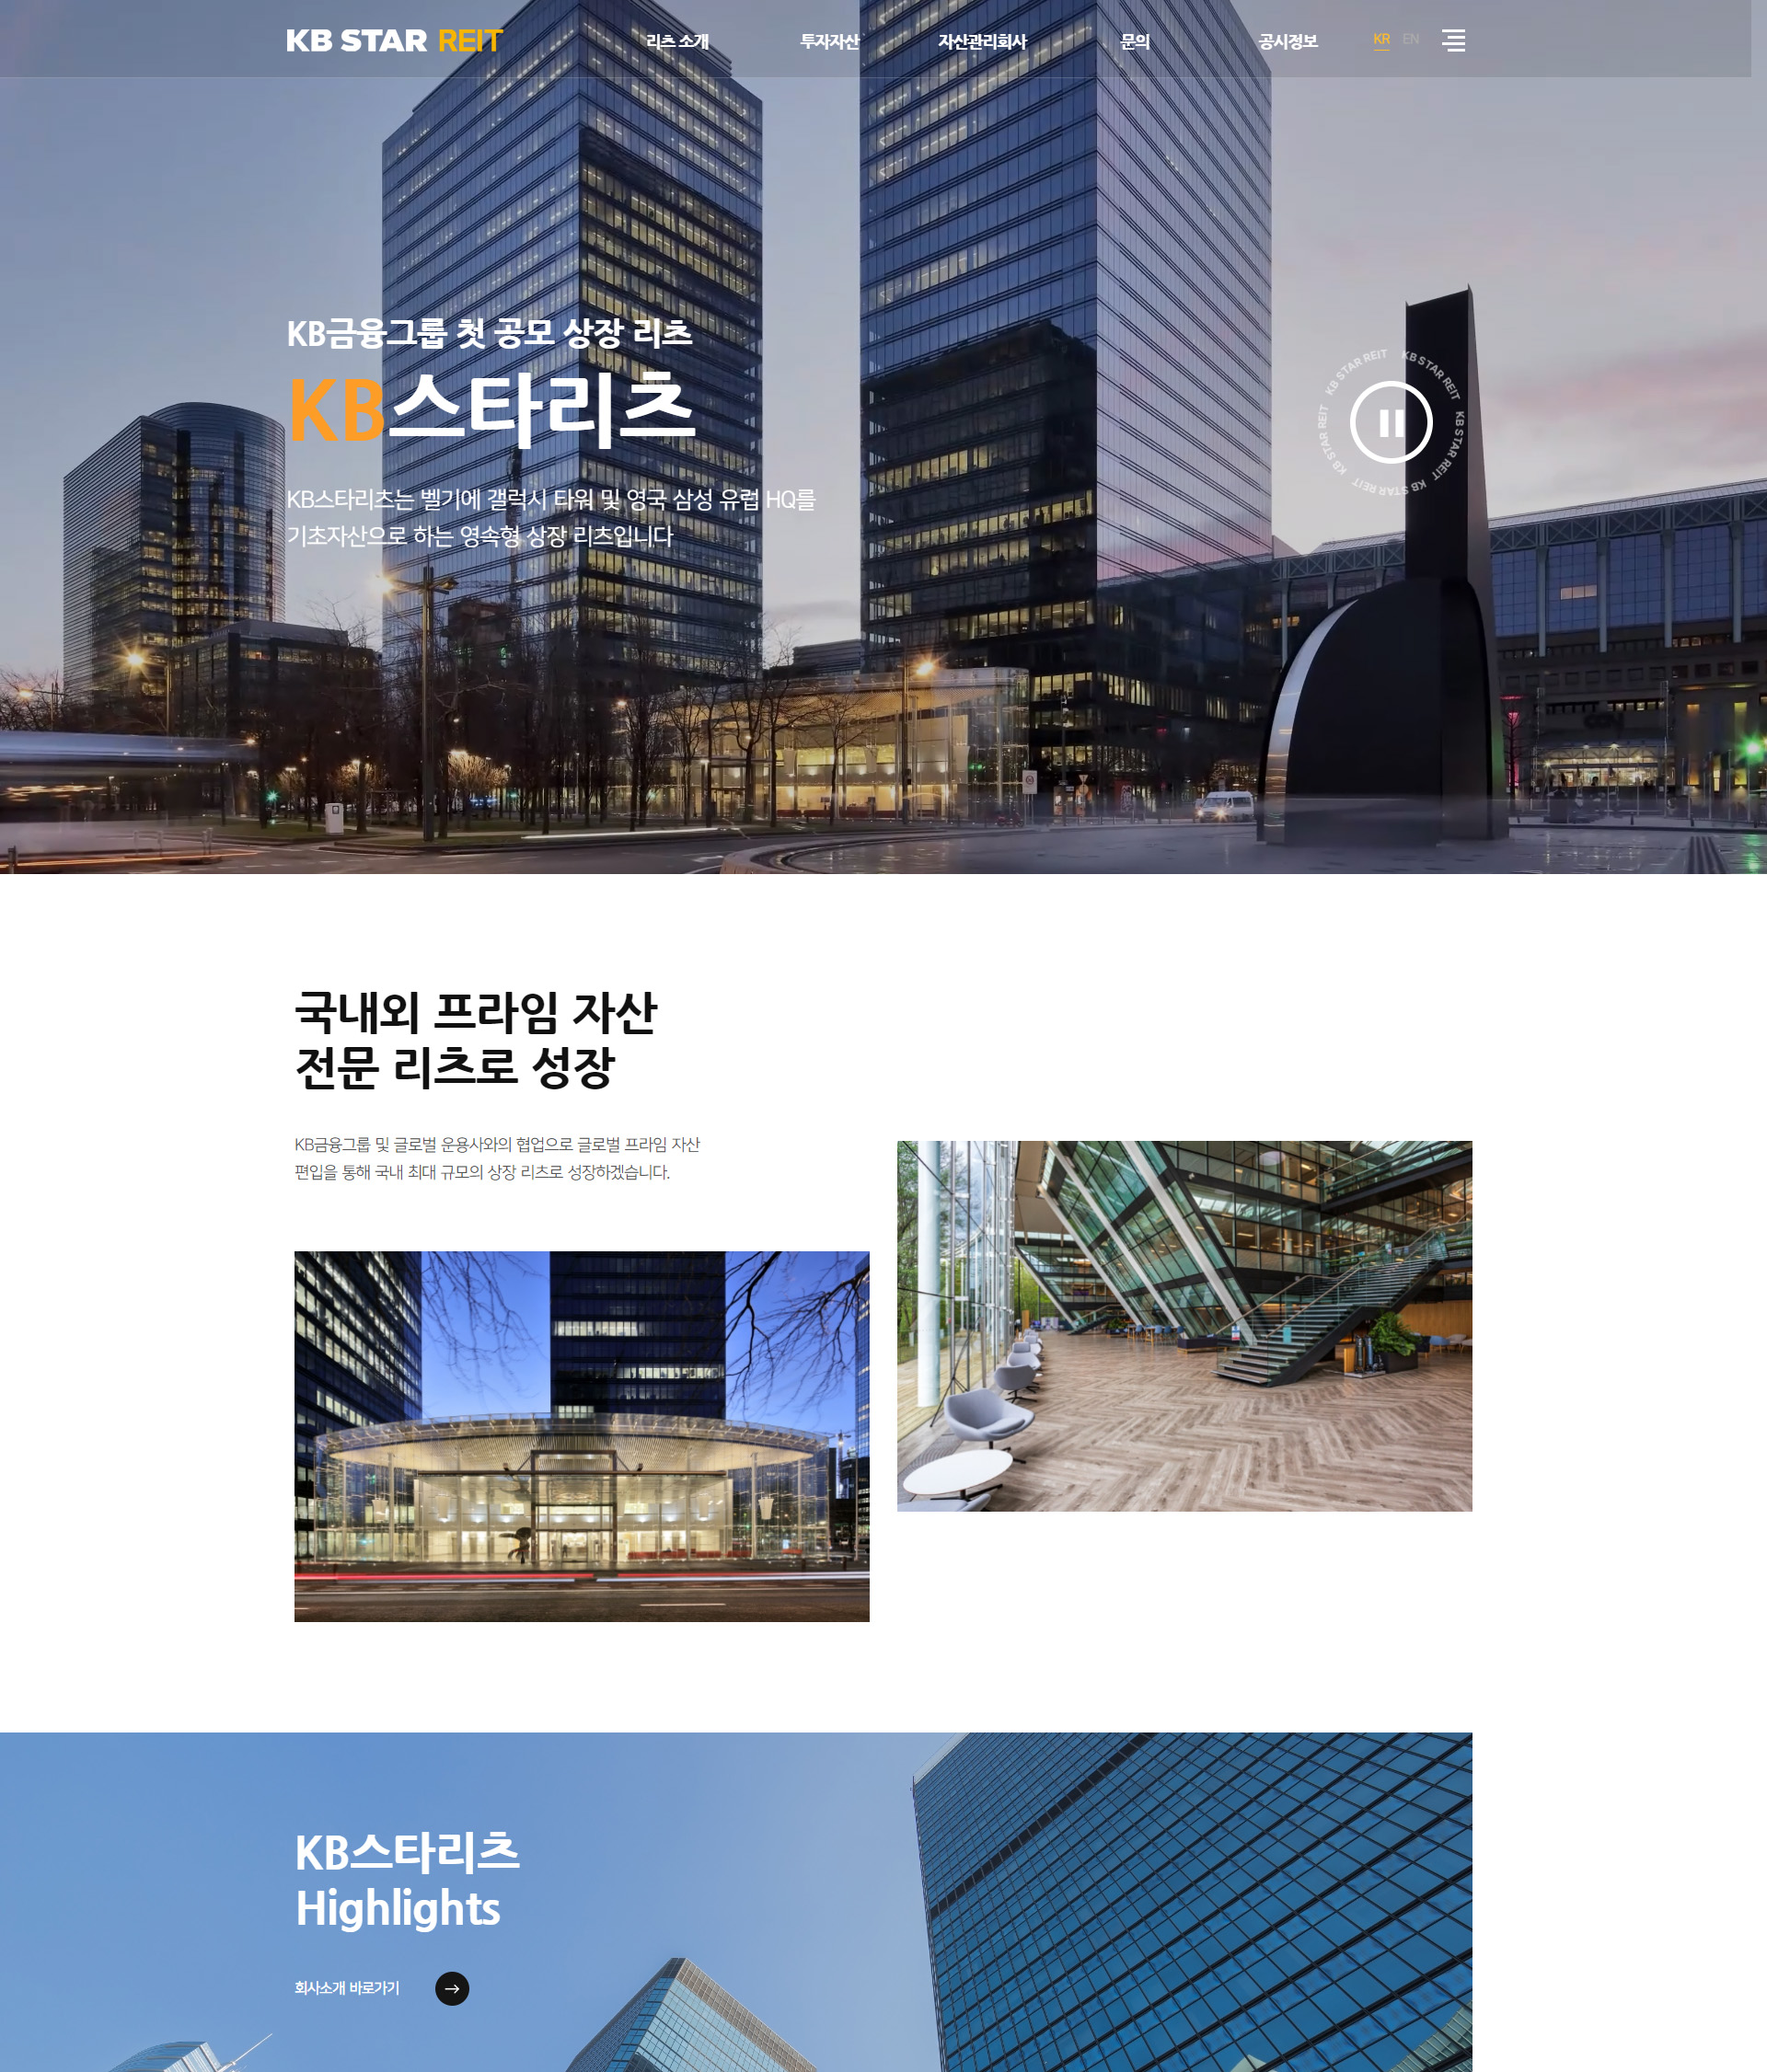 KB STAR REIT
리츠 소개
투자자산
자산관리회사
문의
공시정보
KR EN
KB금융그룹 첫 공모 상장 리츠
KB스타리츠
KB스타리츠는 벨기에 갤럭시 타워 및 영국 삼성 유럽 HQ를
기초자산으로 하는 영속형 상장 리츠입니다
KB STAR REIT KB STAR REIT KB STAR REIT KB STAR REIT KB STAR REIT
국내외 프라임 자산
전문 리츠로 성장
KB금융그룹 및 글로벌 운용사와의 협업으로 글로벌 프라임 자산
편입을 통해 국내 최대 규모의 상장 리츠로 성장하겠습니다.
KB스타리츠
Highlights
회사소개 바로가기